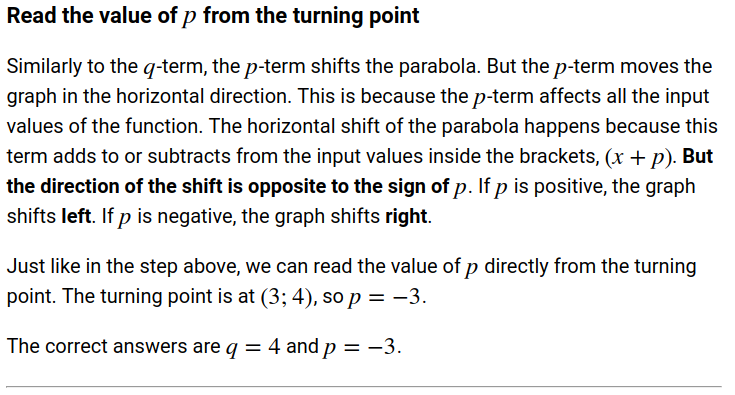 Read the value of p from the turning point
Similarly to the q-term, the p-term shifts the parabola. But the p-term moves the
graph in the horizontal direction. This is because the p-term affects all the input
values of the function. The horizontal shift of the parabola happens because this
term adds to or subtracts from the input values inside the brackets, (x + p). But
the direction of the shift is opposite to the sign of p. If p is positive, the graph
shifts left. If p is negative, the graph shifts right.
Just like in the step above, we can read the value of p directly from the turning
point. The turning point is at (3; 4), so p = −3.
The correct answers are q = 4 and p = −3.